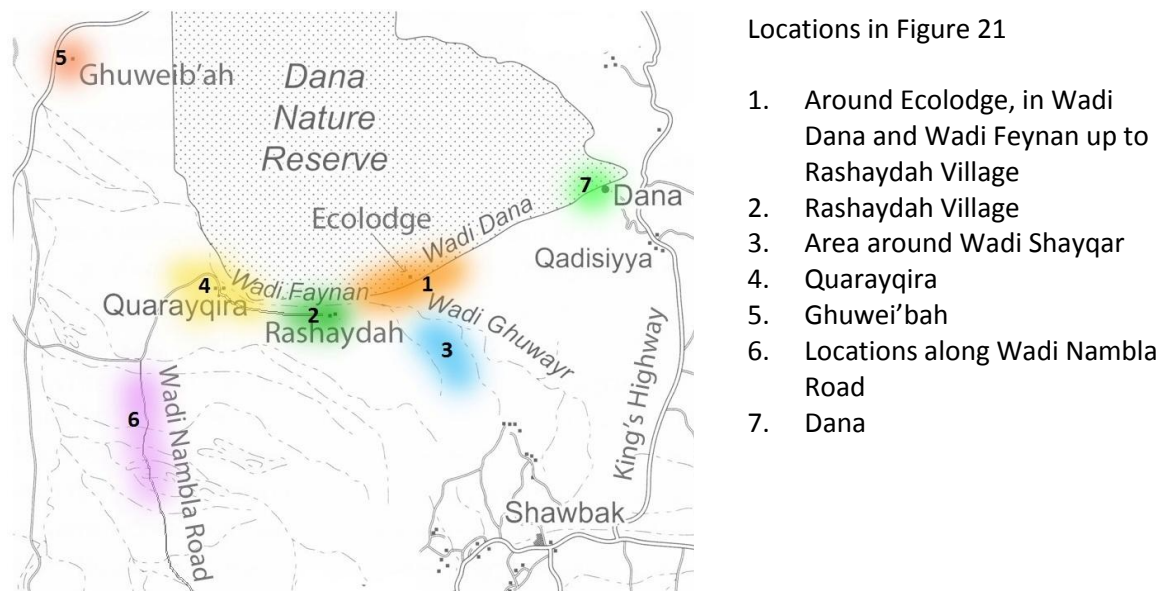 5
Ghuweib'ah
Dana
Nature
Reserve
7
Dana
Ecolodge
Wadi Dana
Qadisiyya
4
Quarayqira
Wadi Faynan
1
2
Rashaydah
Wadi Ghuwayr
3
6
Wadi Nambla Road
King's Highway
Shawbak
Locations in Figure 21
1. Around Ecolodge, in Wadi
Dana and Wadi Feynan up to
Rashaydah Village
2. Rashaydah Village
3. Area around Wadi Shayqar
4. Quarayqira
5. Ghuwei'bah
6. Locations along Wadi Nambla
Road
7. Dana